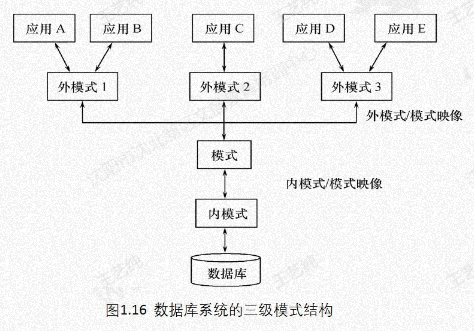 应用 A 应用 B 应用 C 应用 D 应用 E
外模式 1 外模式 2 外模式 3
外模式/模式映像
模式
内模式/模式映像
内模式
数据库
图1.16 数据库系统的三级模式结构